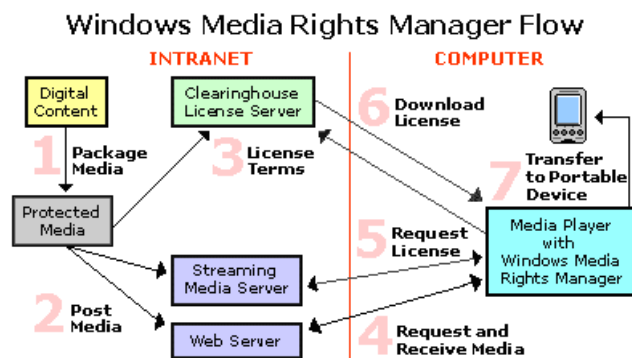 Windows Media Rights Manager Flow
INTRANET
COMPUTER
Digital
Content
Clearinghouse
License Server
6 Download
License
1 Package
Media
3 License
Terms
7 Transfer
to Portable
Device
Protected
Media
5 Request
License
Media Player
with
Windows Media
Rights Manager
Streaming
Media Server
2 Post
Media
Web Server
4 Request and
Receive Media